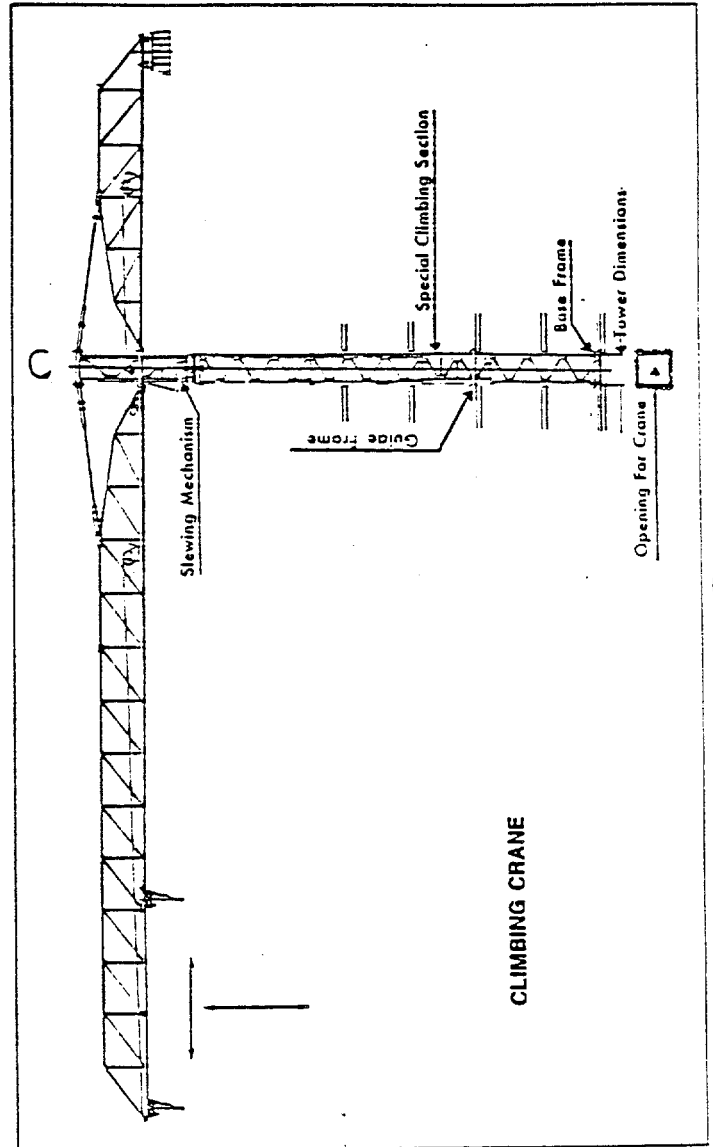 C
Special Climbing Section
Base Frame
Tower Dimensions
Slewing Mechanism
Guide Frame
Opening For Crane
CLIMBING CRANE